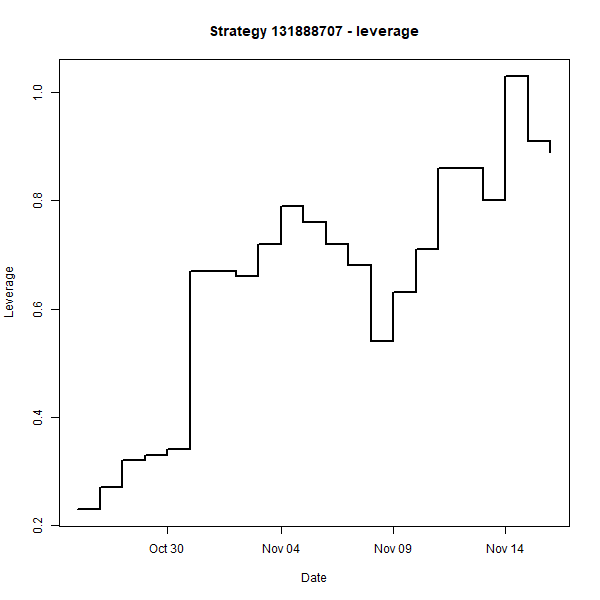 Strategy 131888707 - leverage
1.0
0.8
0.6
0.4
0.2
Leverage
Oct 30 Nov 04 Nov 09 Nov 14
Date